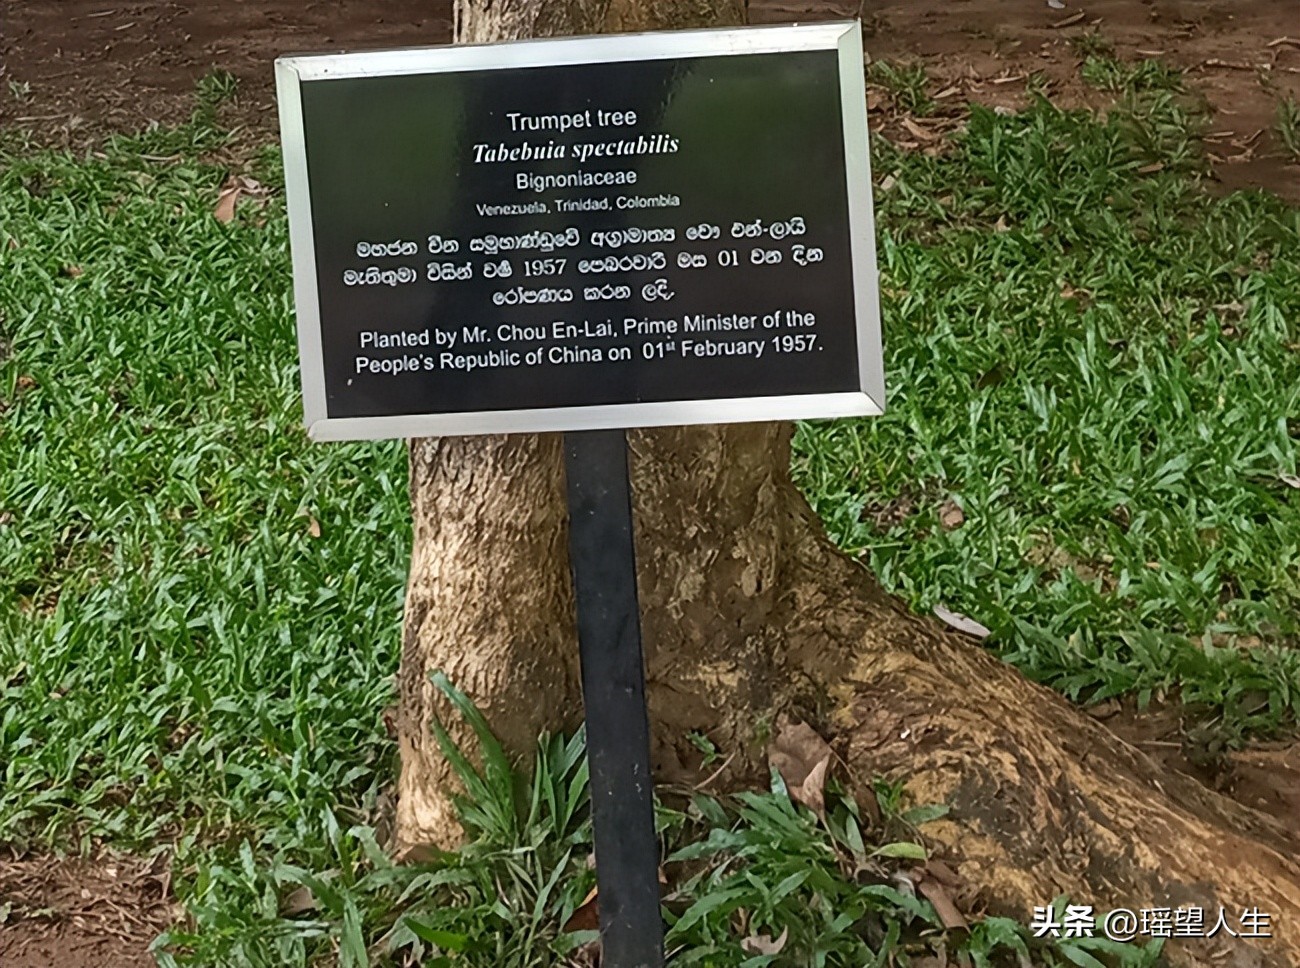 Trumpet tree
Tabebuia spectabilis
Bignoniaceae
Venezuela, Trinidad, Colombia
මහජන චීන සමූහාණ්ඩුවේ අග්‍රාමාත්‍ය චෞ එන්-ලායි
මැතිතුමා විසින් වර්ෂ 1957 පෙබරවාරි මස 01 වන දින
රෝපණය කරන ලදි.
Planted by Mr. Chou En-Lai, Prime Minister of the
People's Republic of China on 01st February 1957.
头条 @瑶望人生